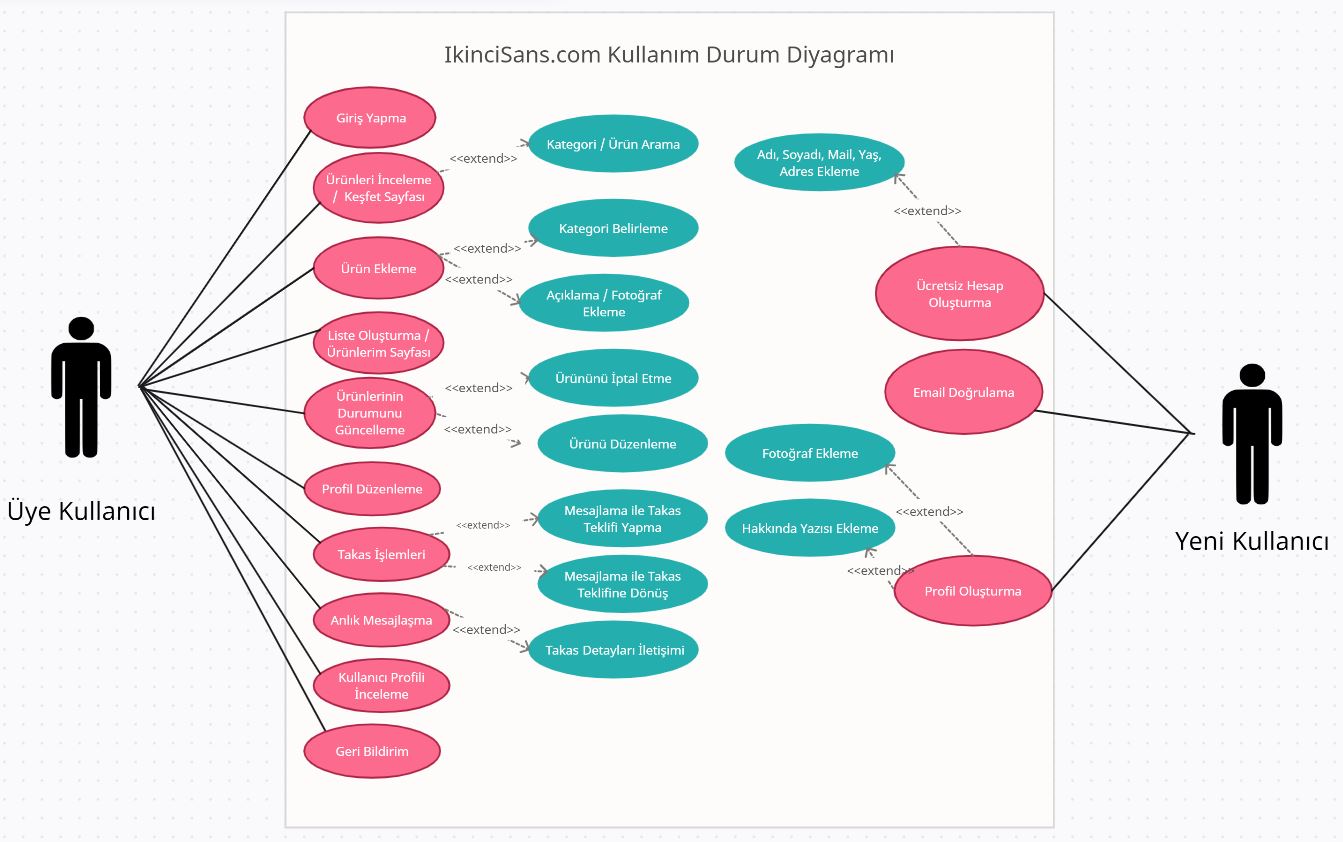 IkinciSans.com Kullanım Durum Diyagramı
Giriş Yapma
Ürünleri İnceleme
/ Keşfet Sayfası
<<extend>>
Kategori / Ürün Arama
Ürün Ekleme
<<extend>>
Kategori Belirleme
<<extend>>
Açıklama / Fotoğraf
Ekleme
Liste Oluşturma /
Ürünlerim Sayfası
Ürünlerinin
Durumunu
Güncelleme
<<extend>>
Ürününü İptal Etme
<<extend>>
Ürünü Düzenleme
Profil Düzenleme
Takas İşlemleri
<<extend>>
Mesajlama ile Takas
Teklifi Yapma
<<extend>>
Mesajlama ile Takas
Teklifine Dönüş
Anlık Mesajlaşma
<<extend>>
Takas Detayları İletişimi
Kullanıcı Profili
İnceleme
Geri Bildirim
Üye Kullanıcı
Adı, Soyadı, Mail, Yaş,
Adres Ekleme
<<extend>>
Ücretsiz Hesap
Oluşturma
Email Doğrulama
Fotoğraf Ekleme
<<extend>>
Hakkında Yazısı Ekleme
<<extend>>
Profil Oluşturma
Yeni Kullanıcı